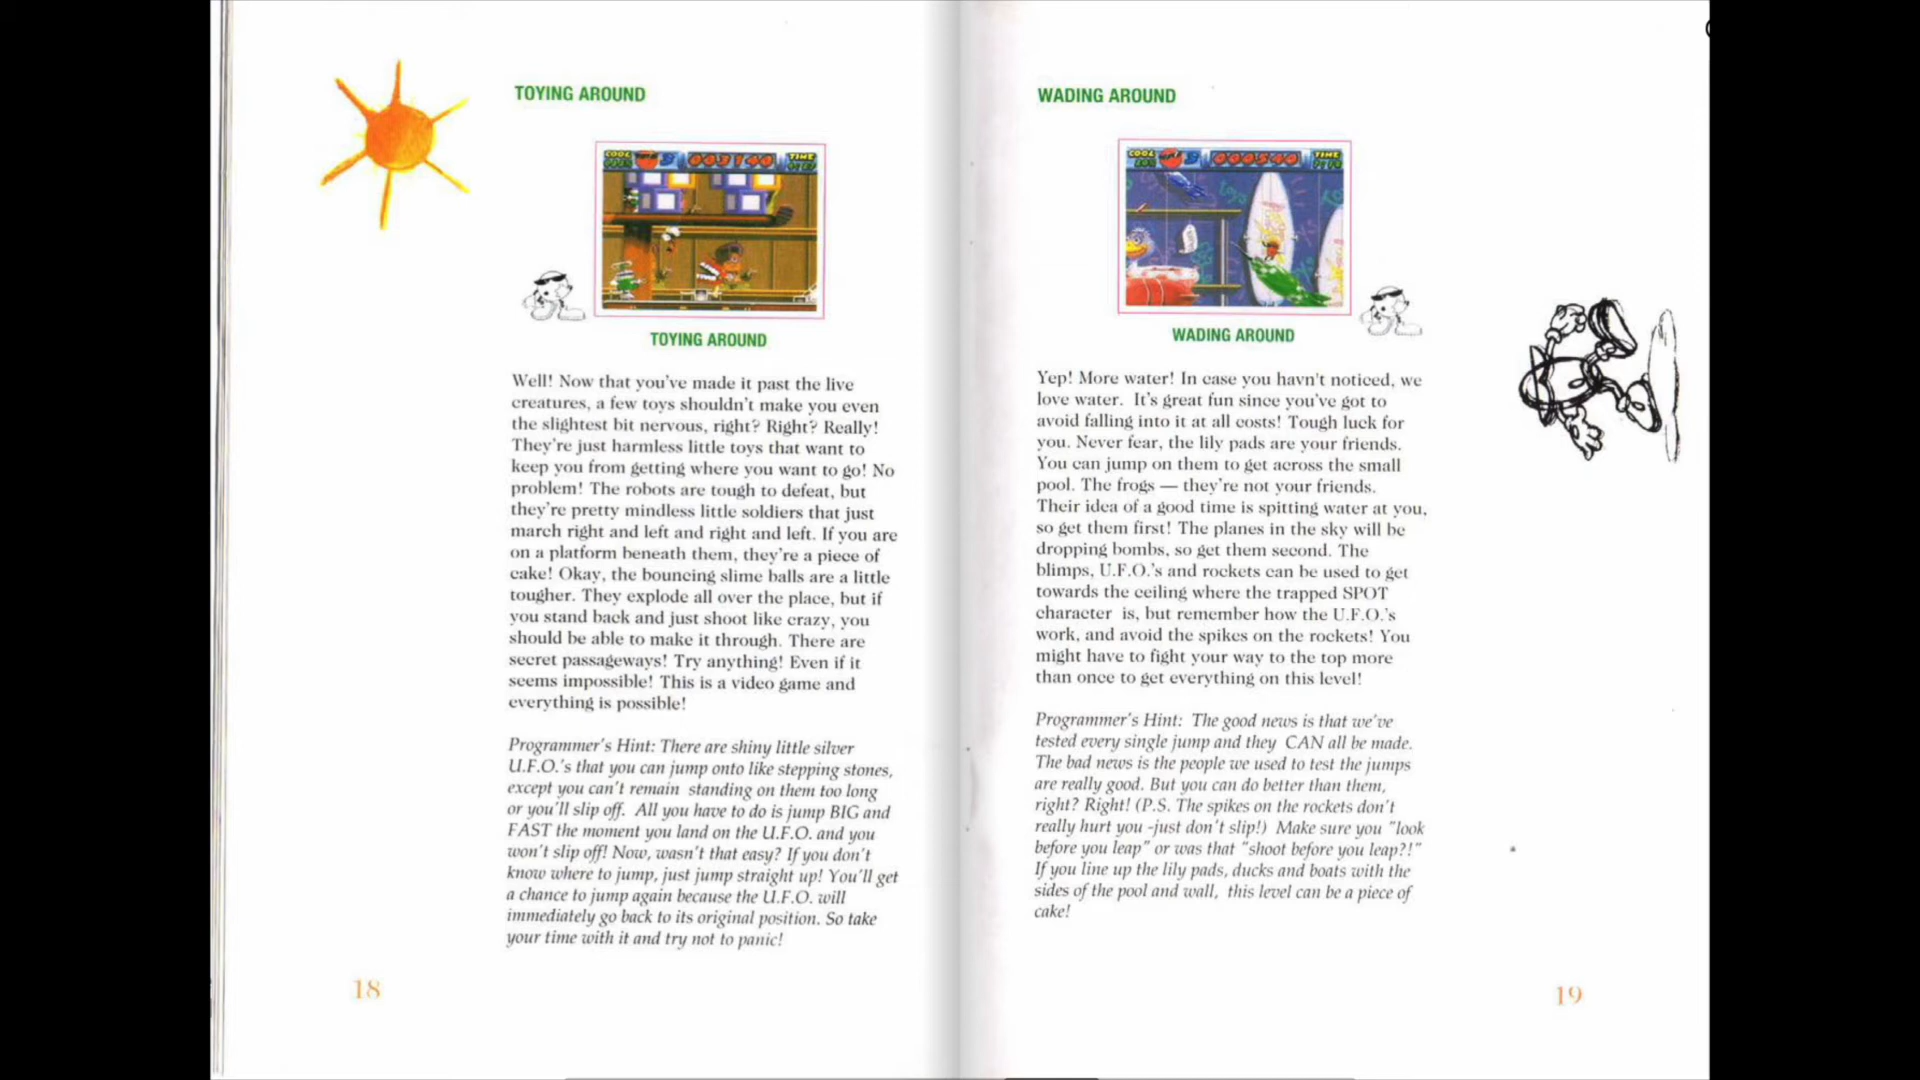 TOYING AROUND
COOL
003140
TIME
TOYING AROUND
Well! Now that you've made it past the live
creatures, a few toys shouldn't make you even
the slightest bit nervous, right? Right? Really!
They're just harmless little toys that want to
keep you from getting where you want to go! No
problem! The robots are tough to defeat, but
they're pretty mindless little soldiers that just
march right and left and right and left. If you are
on a platform beneath them, they're a piece of
cake! Okay, the bouncing slime balls are a little
tougher. They explode all over the place, but if
you stand back and just shoot like crazy, you
should be able to make it through. There are
secret passageways! Try anything! Even if it
seems impossible! This is a video game and
everything is possible!
Programmer's Hint: There are shiny little silver
U.F.O.'s that you can jump onto like stepping stones,
except you can't remain standing on them too long
or you'll slip off. All you have to do is jump BIG and
FAST the moment you land on the U.F.O. and you
won't slip off! Now, wasn't that easy? If you don't
know where to jump, just jump straight up! You'll get
a chance to jump again because the U.F.O. will
immediately go back to its original position. So take
your time with it and try not to panic!
18
WADING AROUND
COOL
000540
TIME
WADING AROUND
Yep! More water! In case you havn't noticed, we
love water. It's great fun since you've got to
avoid falling into it at all costs! Tough luck for
you. Never fear, the lily pads are your friends.
You can jump on them to get across the small
pool. The frogs — they're not your friends.
Their idea of a good time is spitting water at you,
so get them first! The planes in the sky will be
dropping bombs, so get them second. The
blimps, U.F.O.'s and rockets can be used to get
towards the ceiling where the trapped SPOT
character is, but remember how the U.F.O.'s
work, and avoid the spikes on the rockets! You
might have to fight your way to the top more
than once to get everything on this level!
Programmer's Hint: The good news is that we've
tested every single jump and they CAN all be made.
The bad news is the people we used to test the jumps
are really good. But you can do better than them,
right? Right! (P.S. The spikes on the rockets don't
really hurt you -just don't slip!) Make sure you "look
before you leap" or was that "shoot before you leap?!"
If you line up the lily pads, ducks and boats with the
sides of the pool and wall, this level can be a piece of
cake!
19